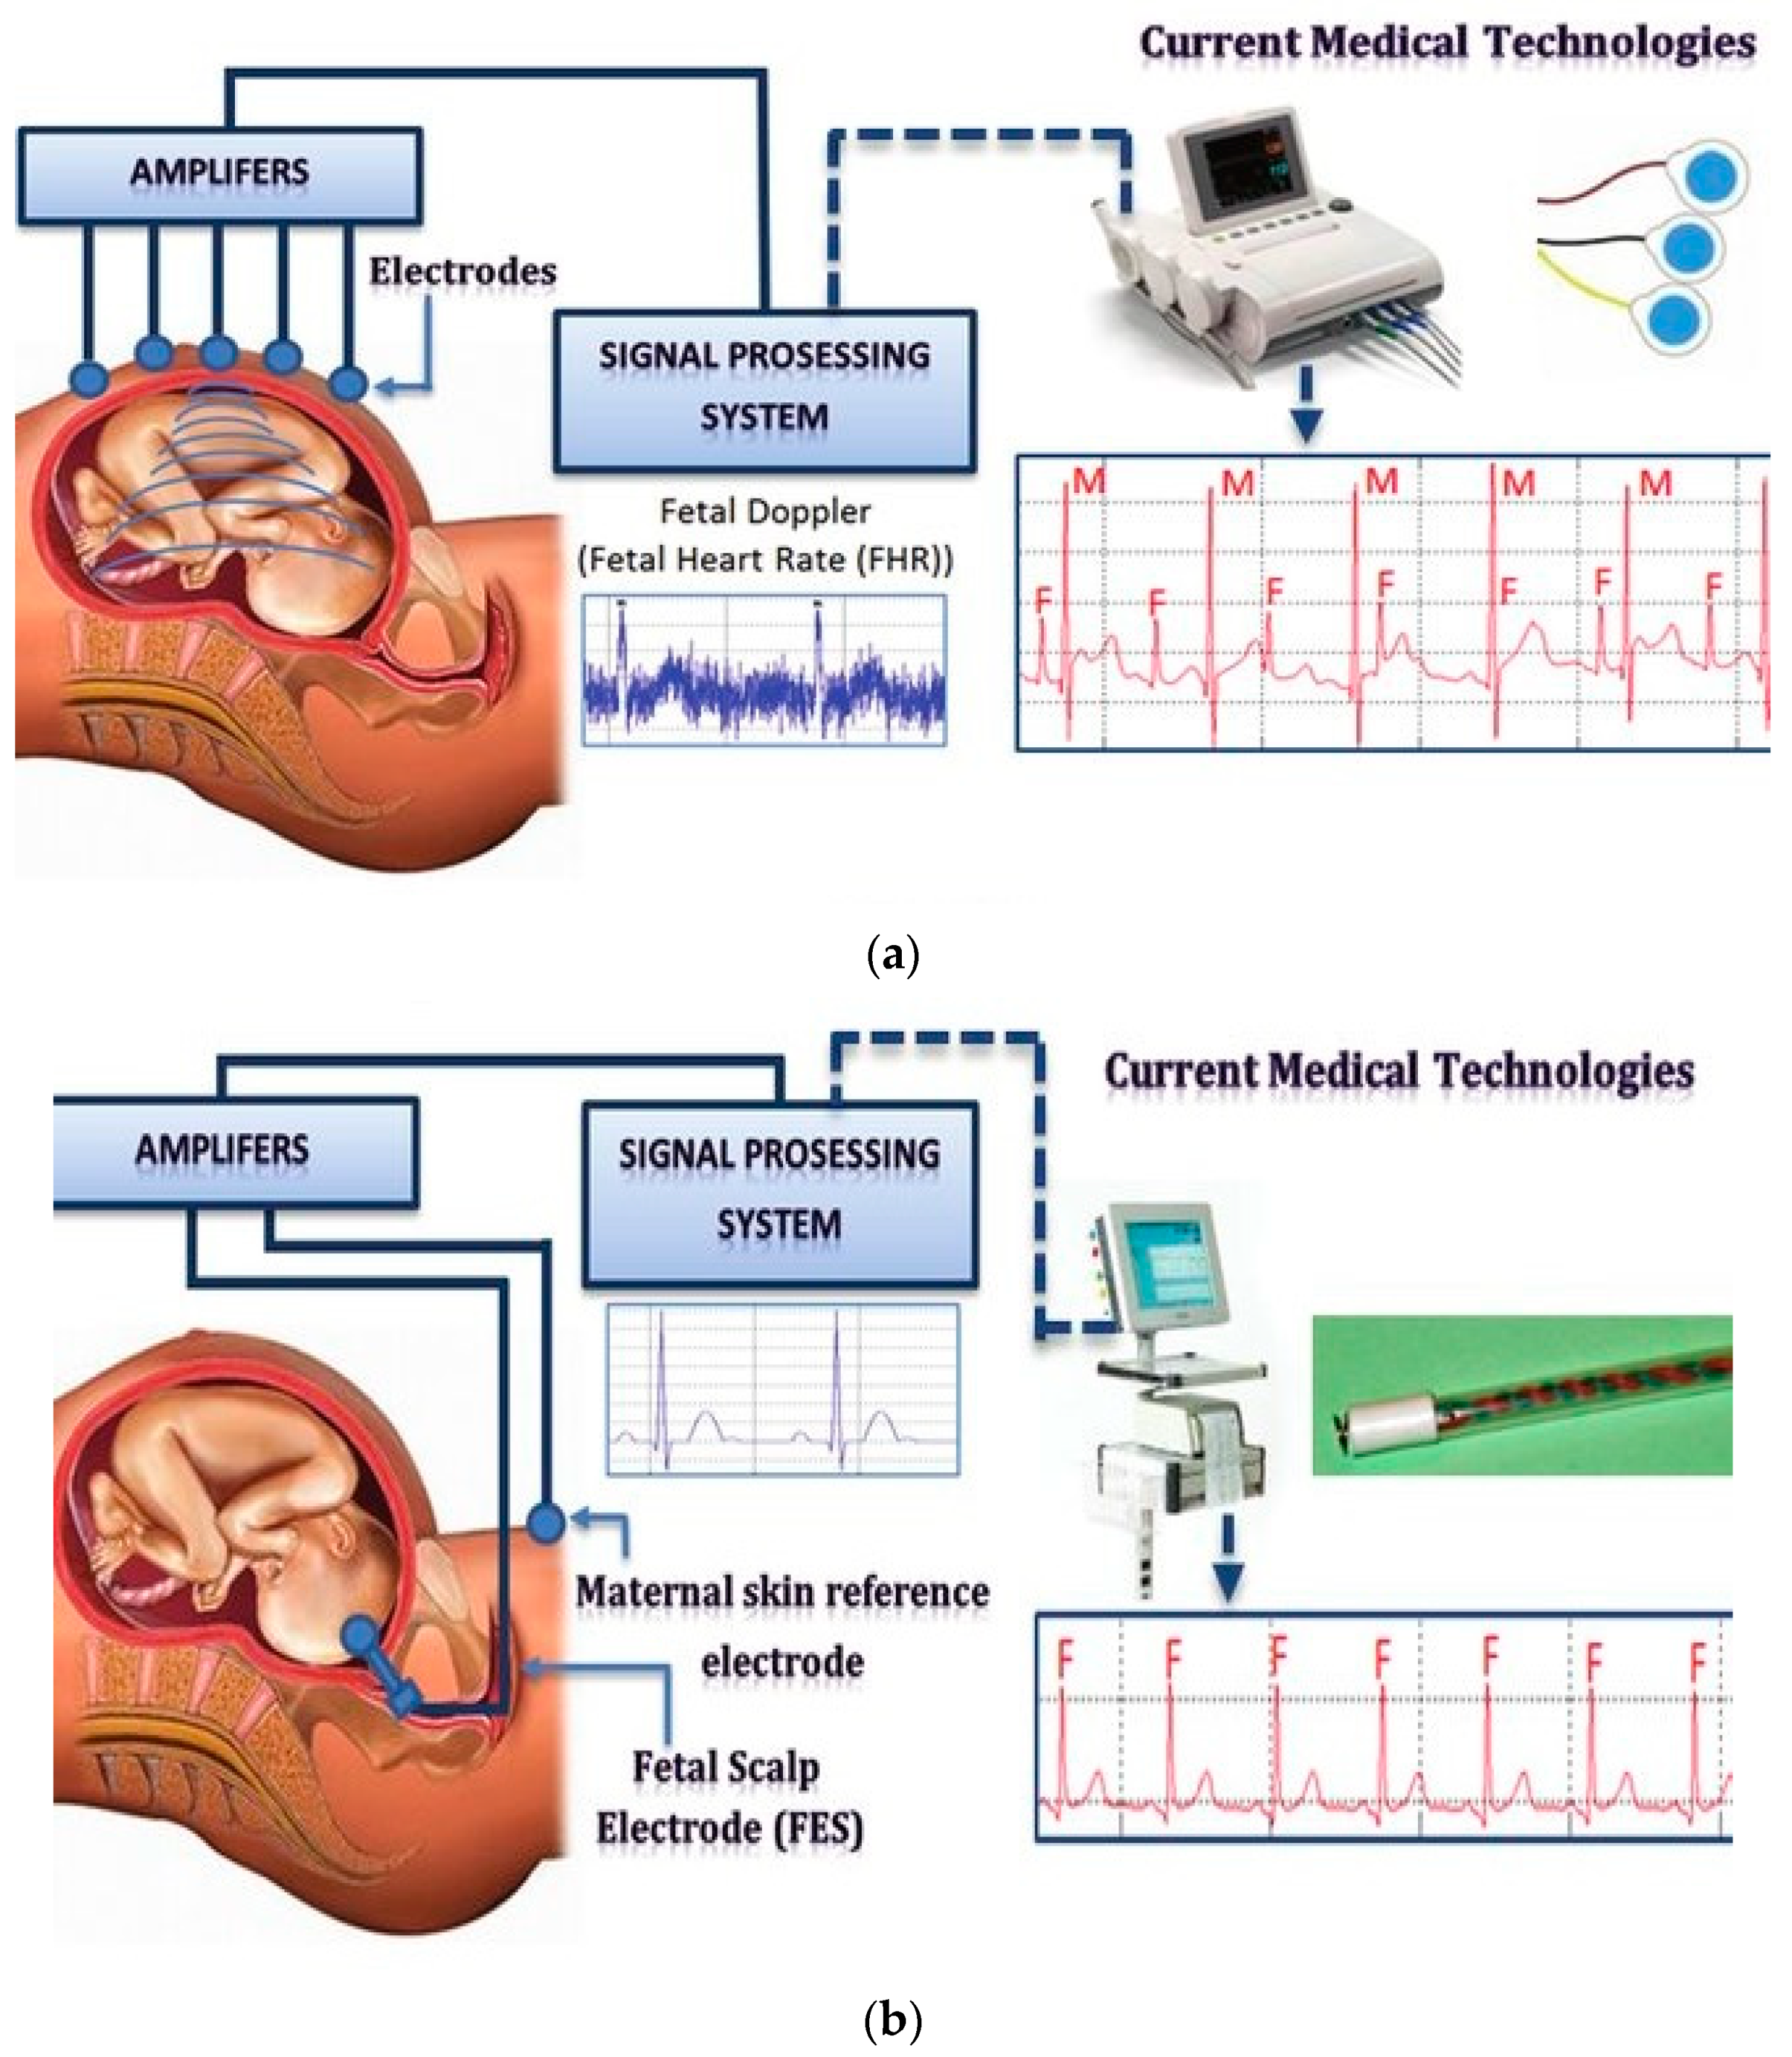 Current Medical Technologies
AMPLIFERS
Electrodes
SIGNAL PROSESSING
SYSTEM
Fetal Doppler
(Fetal Heart Rate (FHR))
M M M M M
F F F F F F F
(a)
Current Medical Technologies
AMPLIFERS
SIGNAL PROSESSING
SYSTEM
Maternal skin reference
electrode
Fetal Scalp
Electrode (FES)
F F F F F F F
(b)